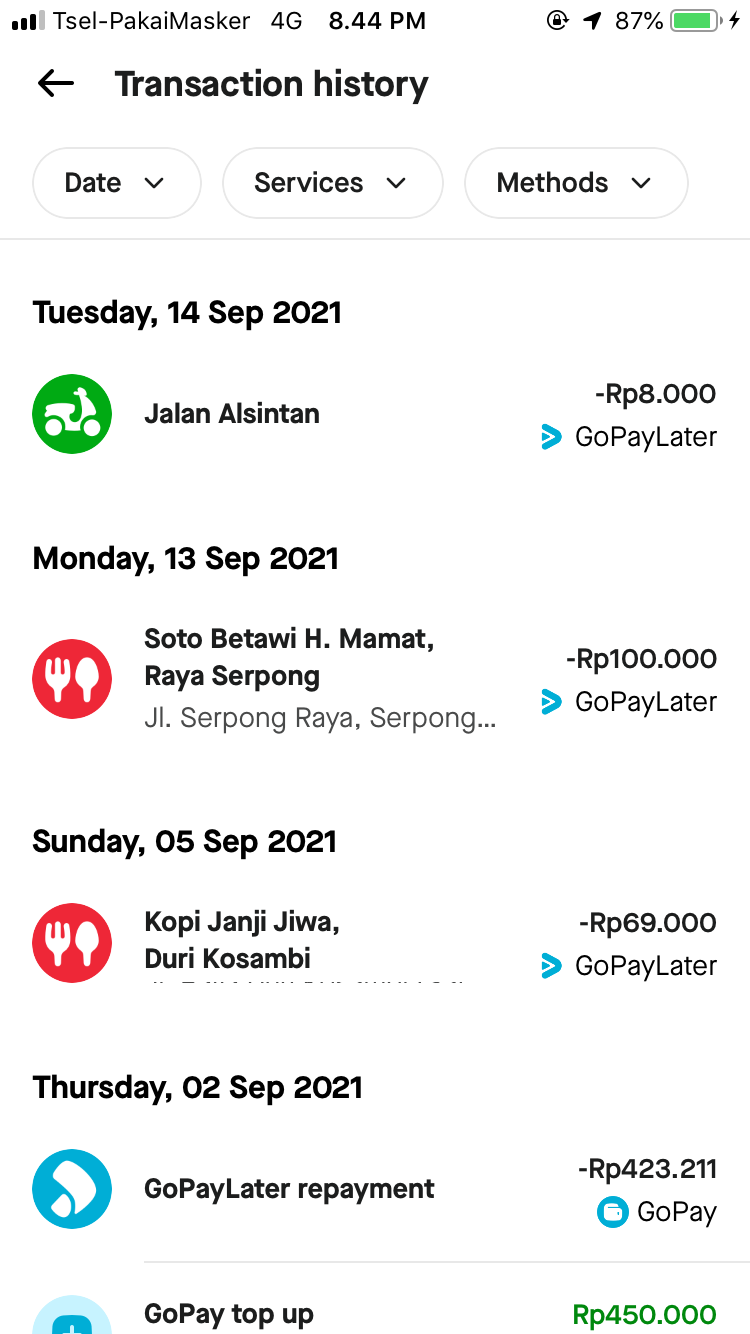 Tsel-PakaiMasker 4G 8.44 PM 87%
Transaction history
Date Services Methods
Tuesday, 14 Sep 2021
Jalan Alsintan
-Rp8.000
GoPayLater
Monday, 13 Sep 2021
Soto Betawi H. Mamat,
Raya Serpong
Jl. Serpong Raya, Serpong...
-Rp100.000
GoPayLater
Sunday, 05 Sep 2021
Kopi Janji Jiwa,
Duri Kosambi
-Rp69.000
GoPayLater
Thursday, 02 Sep 2021
GoPayLater repayment
-Rp423.211
GoPay
GoPay top up
Rp450.000